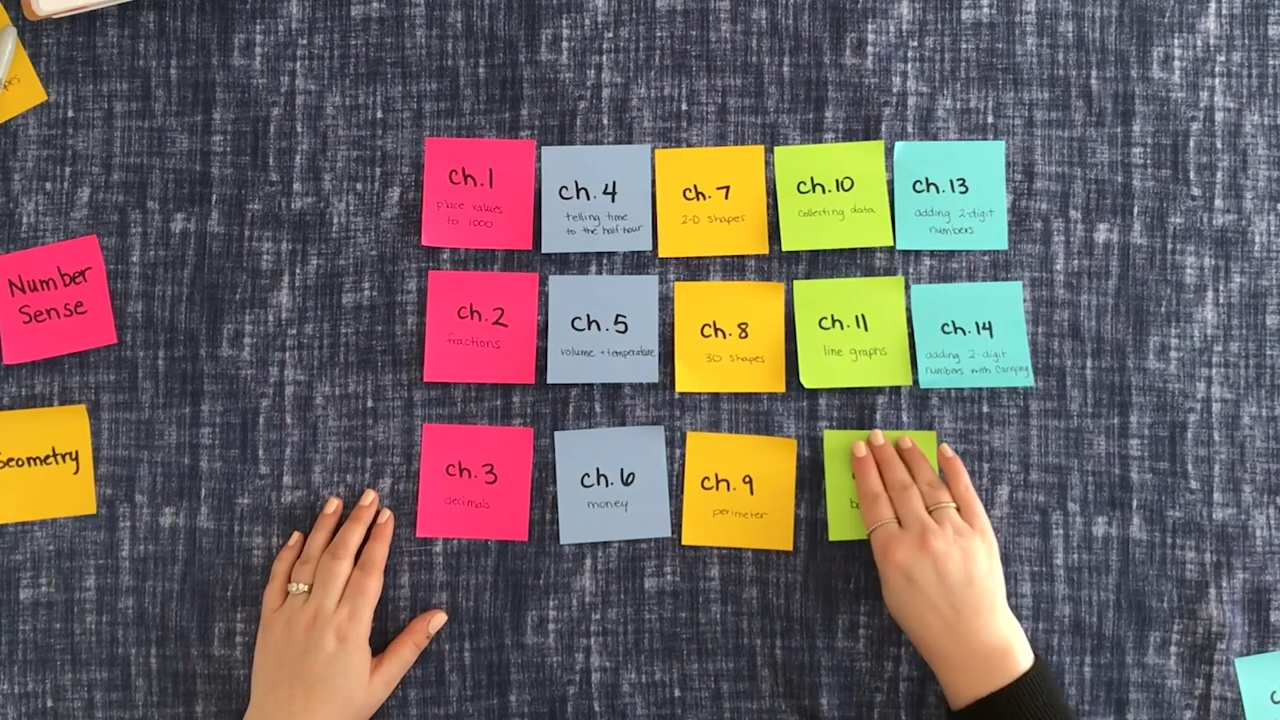 Number
Sense
Geometry
ch.1
place values
to 1000
ch.4
telling time
to the half-hour
ch.7
2-D shapes
ch.10
collecting data
ch.13
adding 2-digit
numbers
ch.2
fractions
ch.5
volume + temperature
ch.8
3D shapes
ch.11
line graphs
ch.14
adding 2-digit
numbers with carrying
ch.3
decimals
ch.6
money
ch.9
perimeter